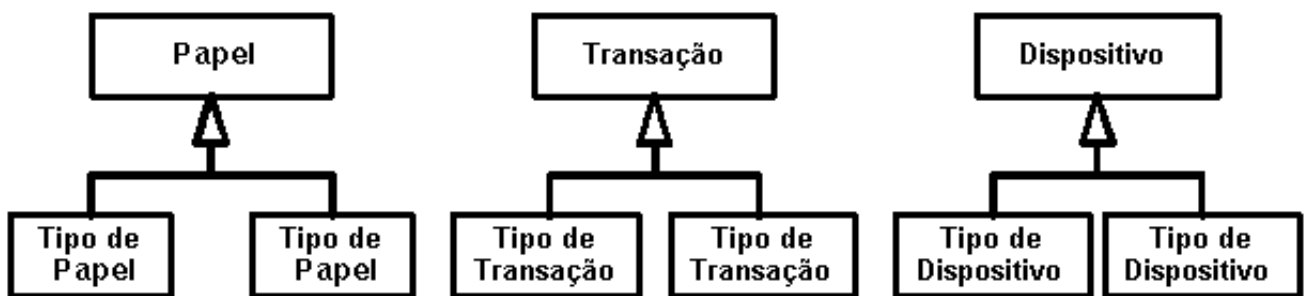 Papel
Transação
Dispositivo
Tipo de
Papel
Tipo de
Papel
Tipo de
Transação
Tipo de
Transação
Tipo de
Dispositivo
Tipo de
Dispositivo